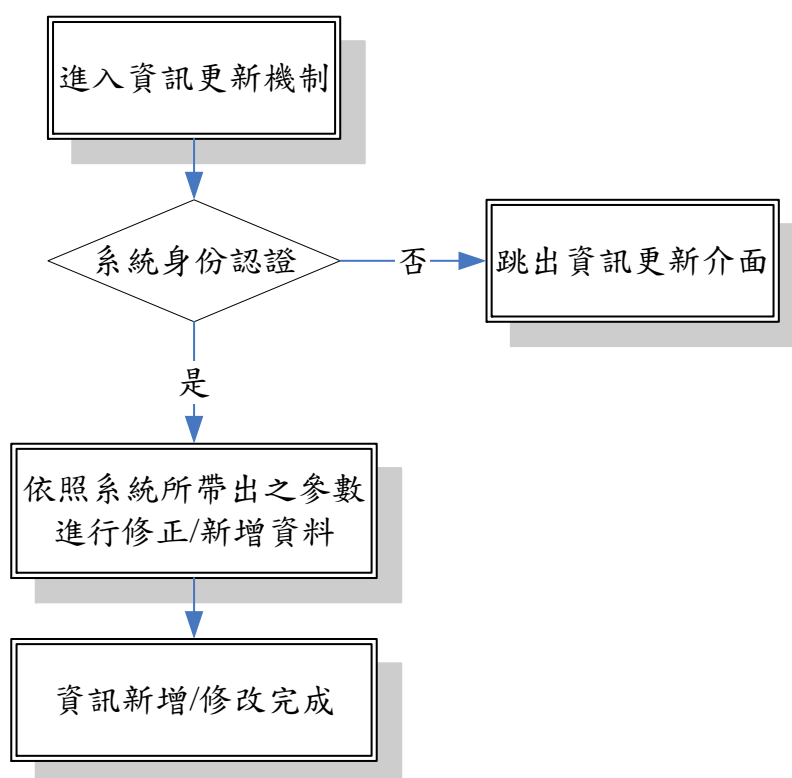 進入資訊更新機制
系統身份認證
否
跳出資訊更新介面
是
依照系統所帶出之參數
進行修正/新增資料
資訊新增/修改完成